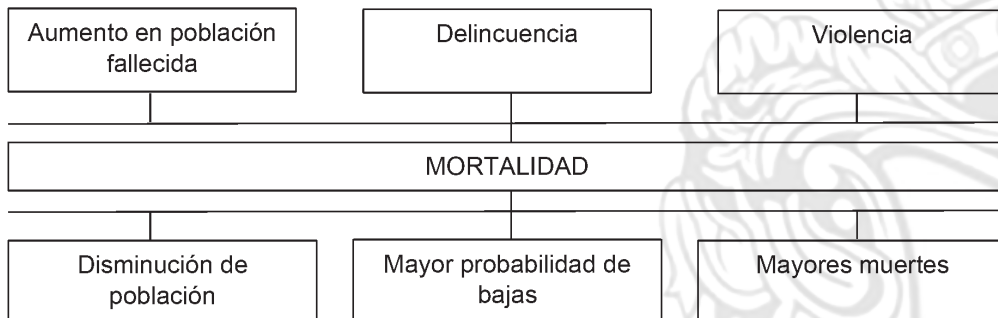 Aumento en población
fallecida
Delincuencia
Violencia
MORTALIDAD
Disminución de
población
Mayor probabilidad de
bajas
Mayores muertes